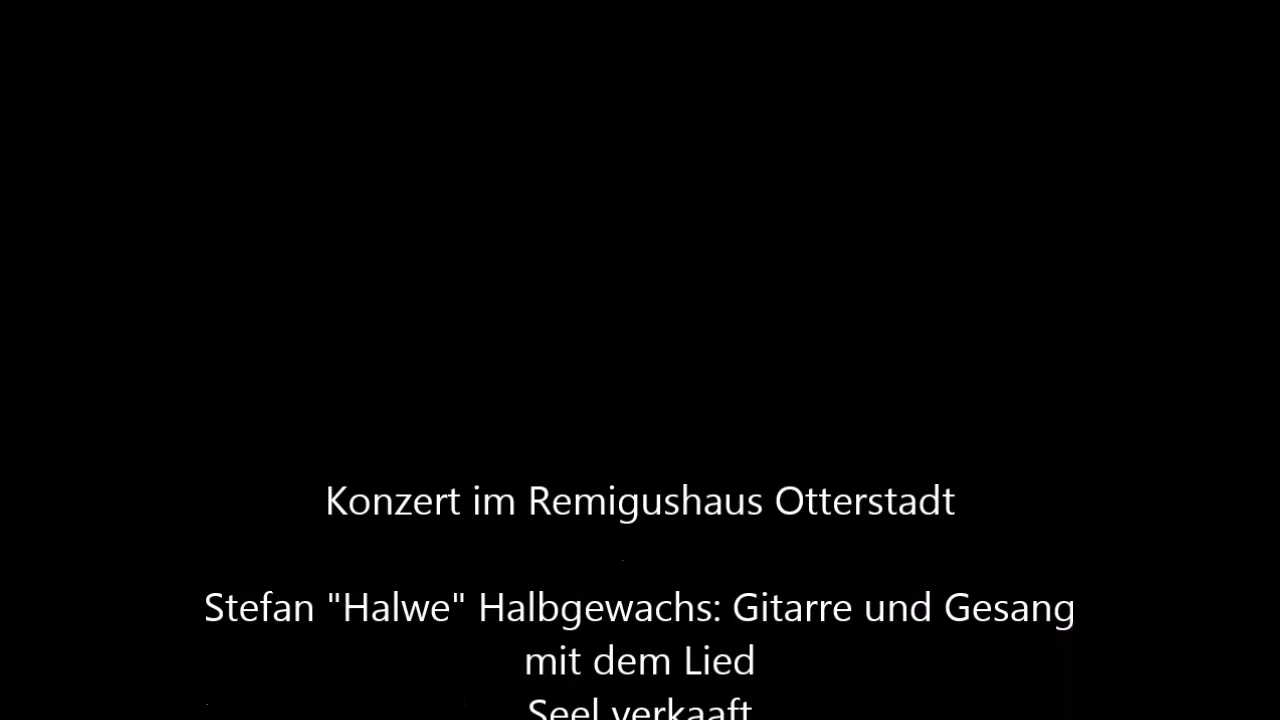 Konzert im Remigushaus Otterstadt
Stefan "Halwe" Halbgewachs: Gitarre und Gesang
mit dem Lied
Seel verkaaft